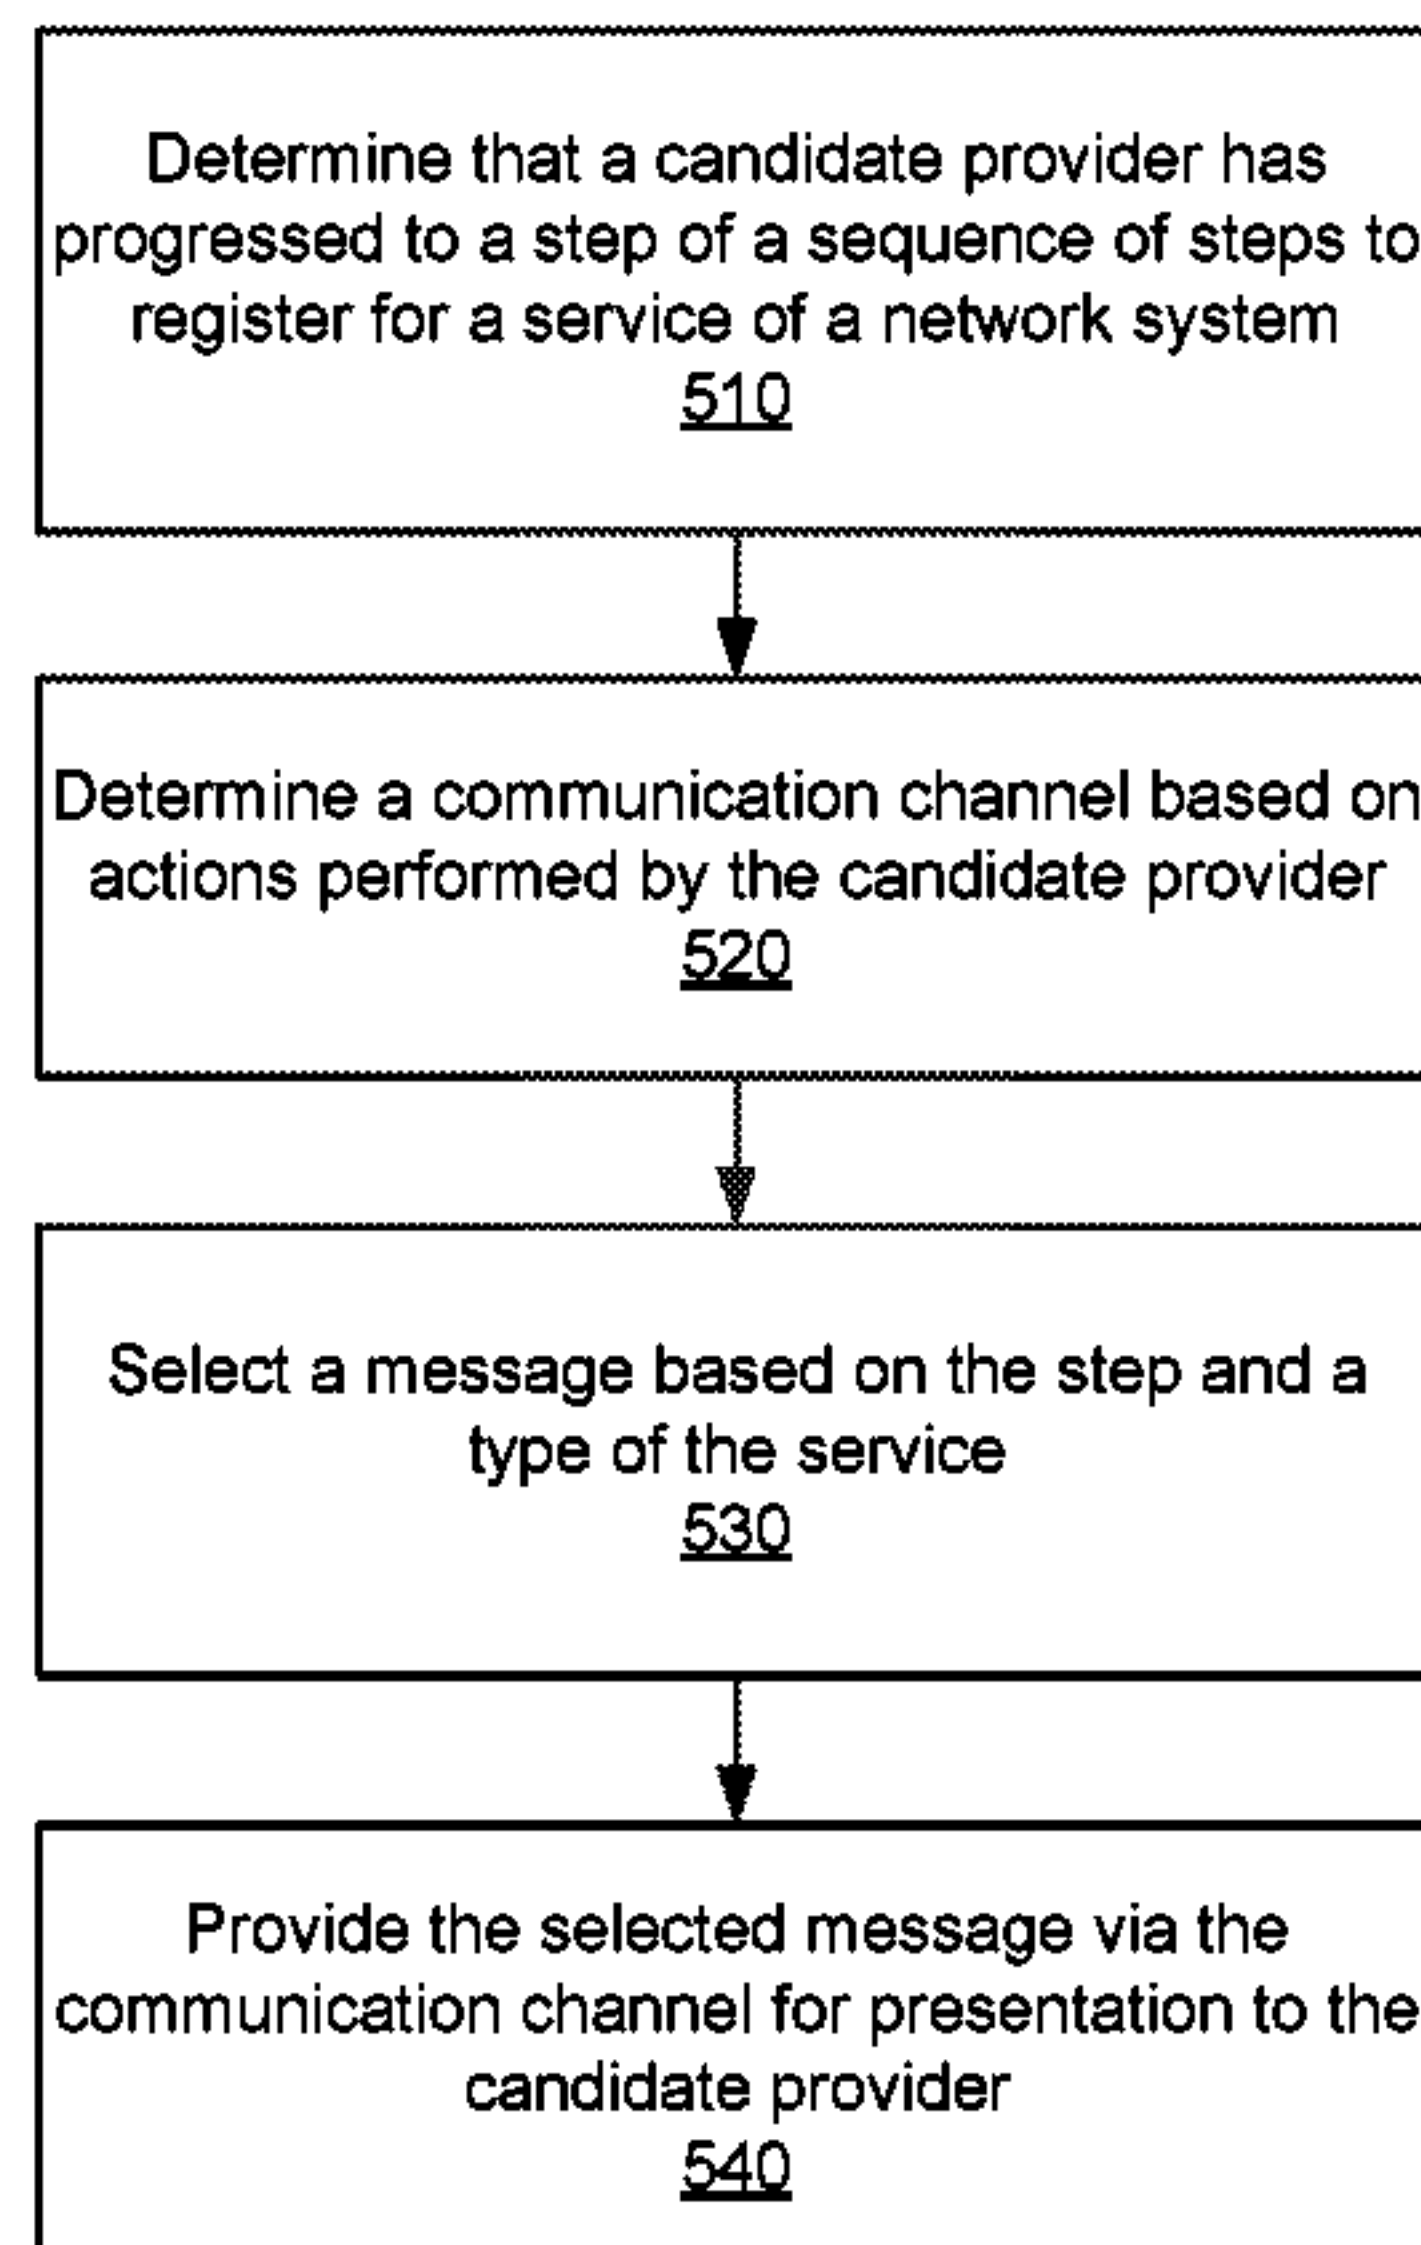 Determine that a candidate provider has
progressed to a step of a sequence of steps to
register for a service of a network system
510
Determine a communication channel based on
actions performed by the candidate provider
520
Select a message based on the step and a
type of the service
530
Provide the selected message via the
communication channel for presentation to the
candidate provider
540